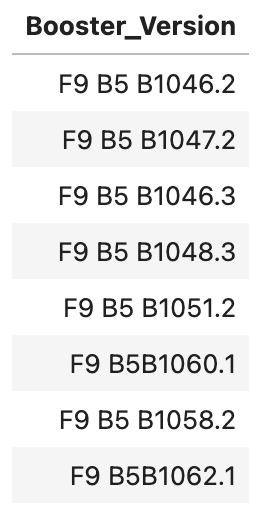 Booster_Version
F9 B5 B1046.2
F9 B5 B1047.2
F9 B5 B1046.3
F9 B5 B1048.3
F9 B5 B1051.2
F9 B5B1060.1
F9 B5 B1058.2
F9 B5B1062.1